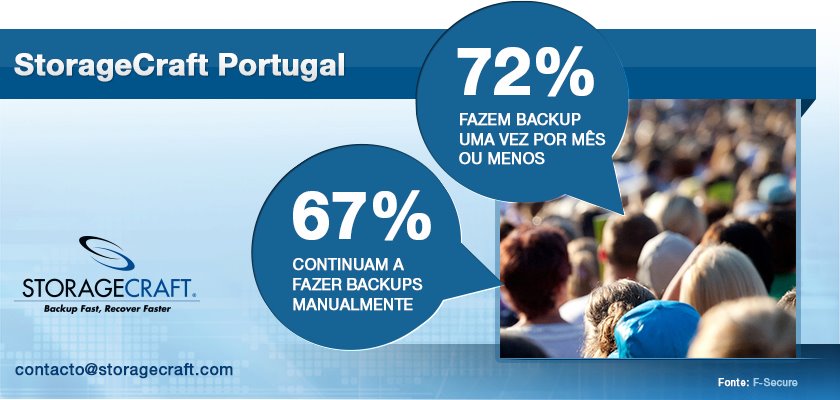 StorageCraft Portugal
72%
FAZEM BACKUP
UMA VEZ POR MÊS
OU MENOS
67%
CONTINUAM A
FAZER BACKUPS
MANUALMENTE
STORAGECRAFT®
Backup Fast, Recover Faster
contacto@storagecraft.com
Fonte: F-Secure